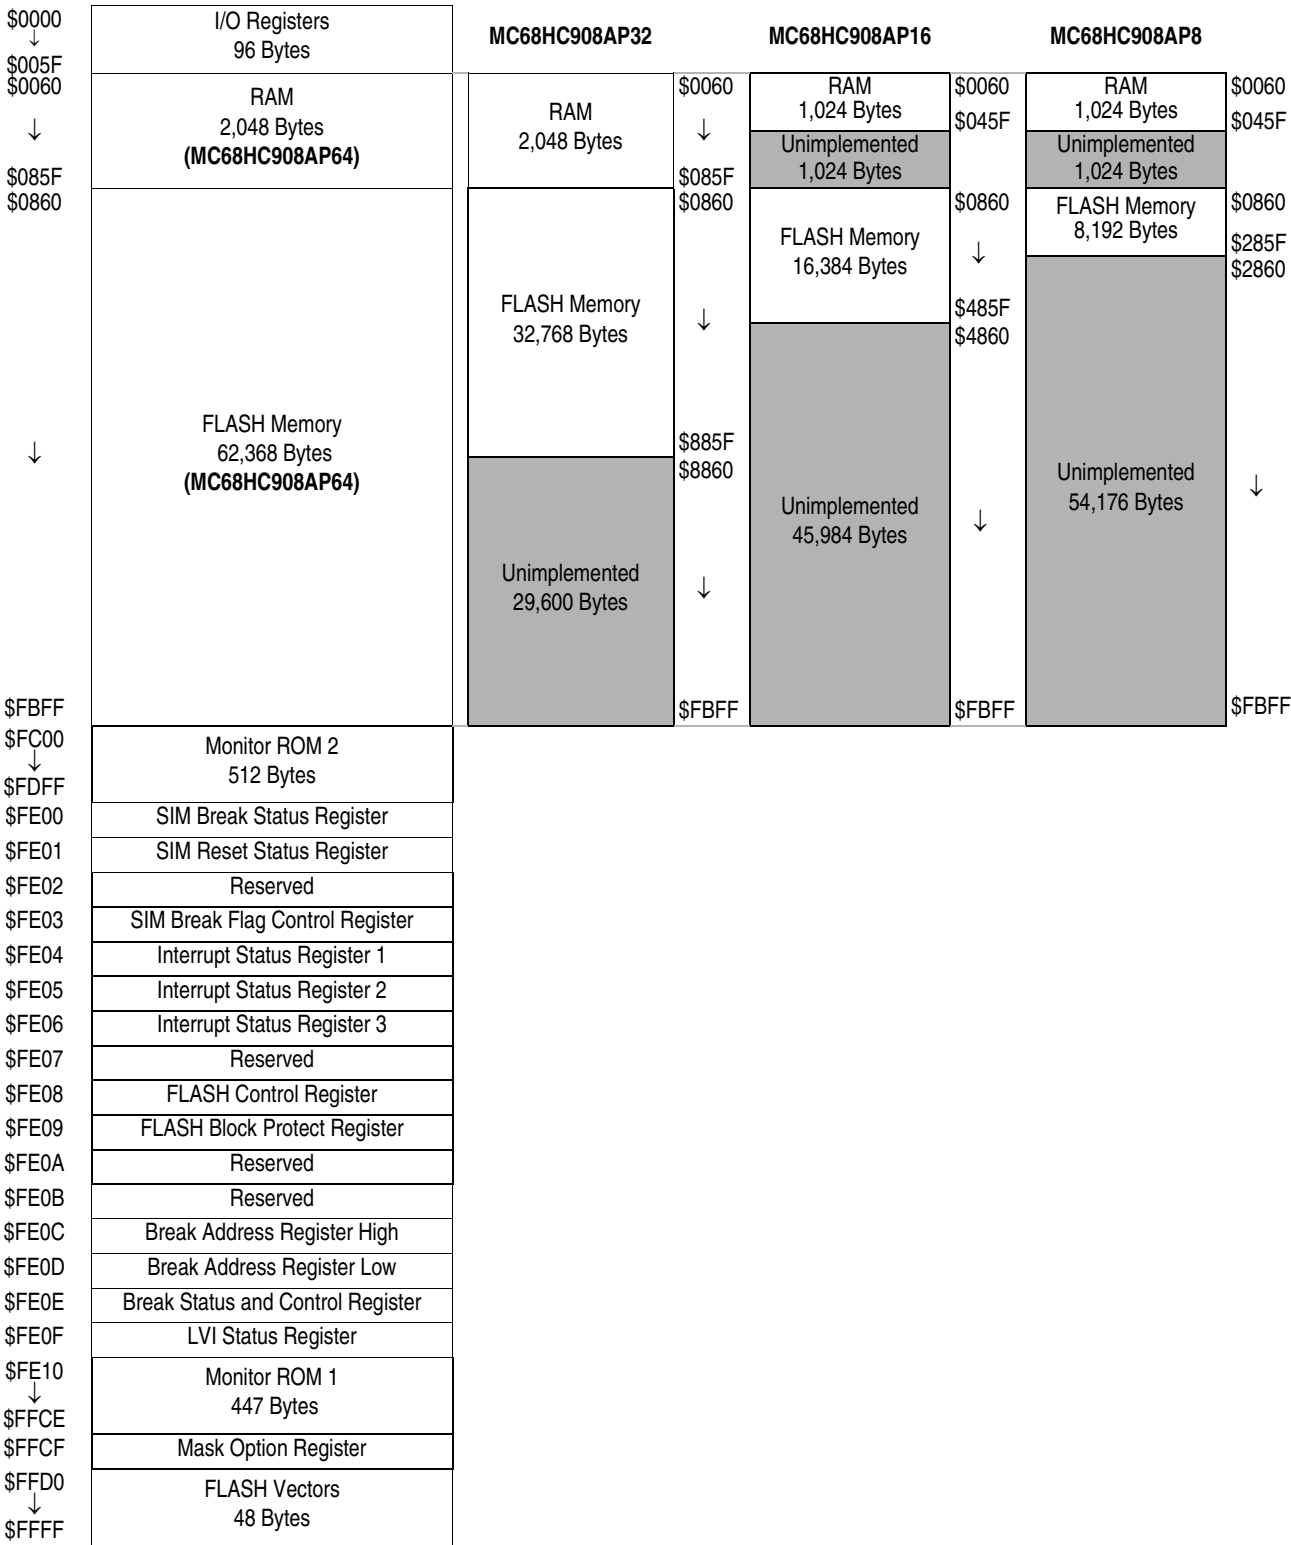 $0000
↓
$005F
I/O Registers
96 Bytes
MC68HC908AP32
MC68HC908AP16
MC68HC908AP8
$0060
↓
$085F
RAM
2,048 Bytes
(MC68HC908AP64)
RAM
2,048 Bytes
$0060
↓
$085F
RAM
1,024 Bytes
$0060
$045F
Unimplemented
1,024 Bytes
RAM
1,024 Bytes
$0060
$045F
Unimplemented
1,024 Bytes
$0860
↓
$FBFF
FLASH Memory
62,368 Bytes
(MC68HC908AP64)
FLASH Memory
32,768 Bytes
$0860
↓
$885F
$8860
Unimplemented
29,600 Bytes
↓
$FBFF
FLASH Memory
16,384 Bytes
$0860
↓
$485F
$4860
Unimplemented
45,984 Bytes
↓
$FBFF
FLASH Memory
8,192 Bytes
$0860
$285F
$2860
Unimplemented
54,176 Bytes
↓
$FBFF
$FC00
↓
$FDFF
Monitor ROM 2
512 Bytes
$FE00 SIM Break Status Register
$FE01 SIM Reset Status Register
$FE02 Reserved
$FE03 SIM Break Flag Control Register
$FE04 Interrupt Status Register 1
$FE05 Interrupt Status Register 2
$FE06 Interrupt Status Register 3
$FE07 Reserved
$FE08 FLASH Control Register
$FE09 FLASH Block Protect Register
$FE0A Reserved
$FE0B Reserved
$FE0C Break Address Register High
$FE0D Break Address Register Low
$FE0E Break Status and Control Register
$FE0F LVI Status Register
$FE10
↓
$FFCE
Monitor ROM 1
447 Bytes
$FFCF Mask Option Register
$FFD0
↓
$FFFF
FLASH Vectors
48 Bytes